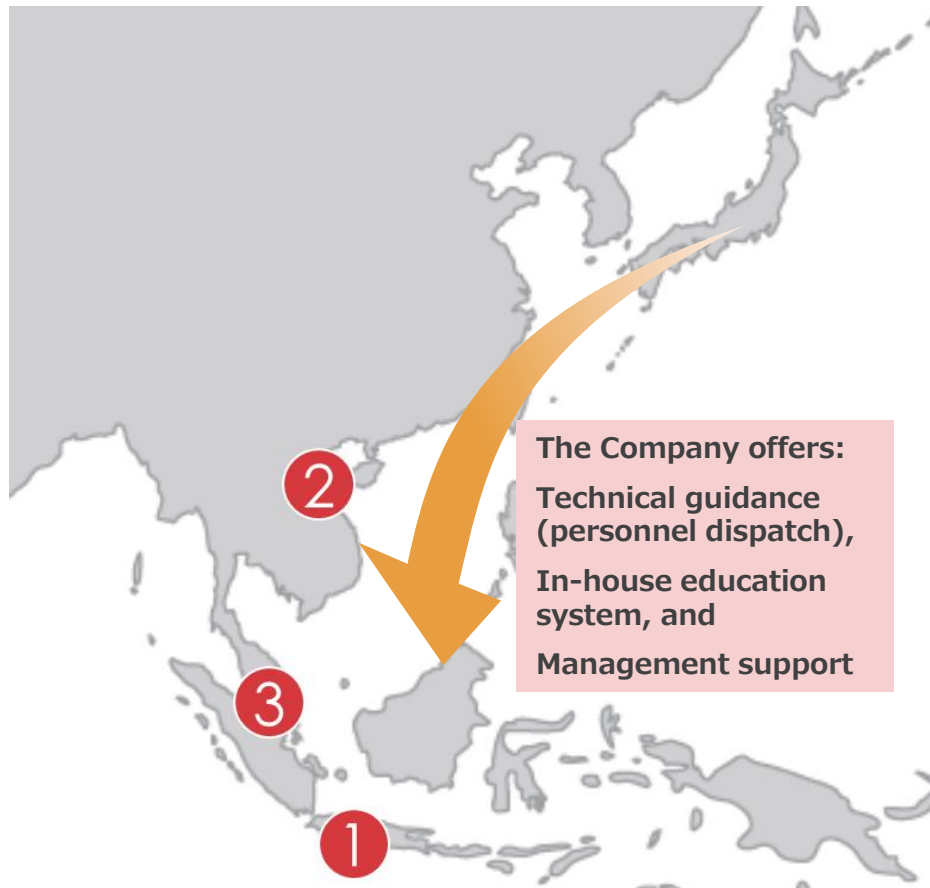 2
The Company offers:
Technical guidance
(personnel dispatch),
In-house education
system, and
Management support
3
1